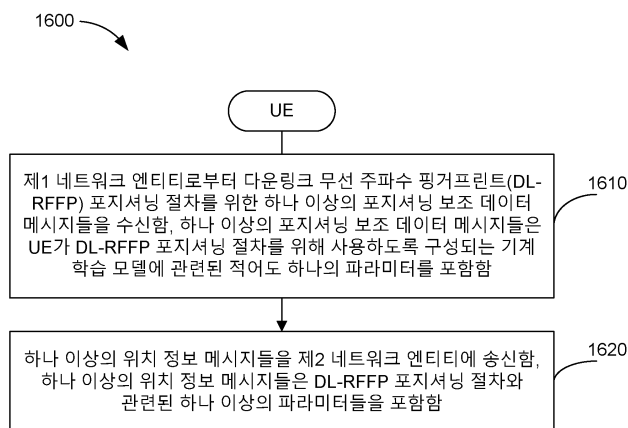 1600
UE
제1 네트워크 엔티티로부터 다운링크 무선 주파수 핑거프린트(DL-
RFFP) 포지셔닝 절차를 위한 하나 이상의 포지셔닝 보조 데이터
메시지들을 수신함, 하나 이상의 포지셔닝 보조 데이터 메시지들은
UE가 DL-RFFP 포지셔닝 절차를 위해 사용하도록 구성되는 기계
학습 모델에 관련된 적어도 하나의 파라미터를 포함함
1610
하나 이상의 위치 정보 메시지들을 제2 네트워크 엔티티에 송신함,
하나 이상의 위치 정보 메시지들은 DL-RFFP 포지셔닝 절차와
관련된 하나 이상의 파라미터들을 포함함
1620